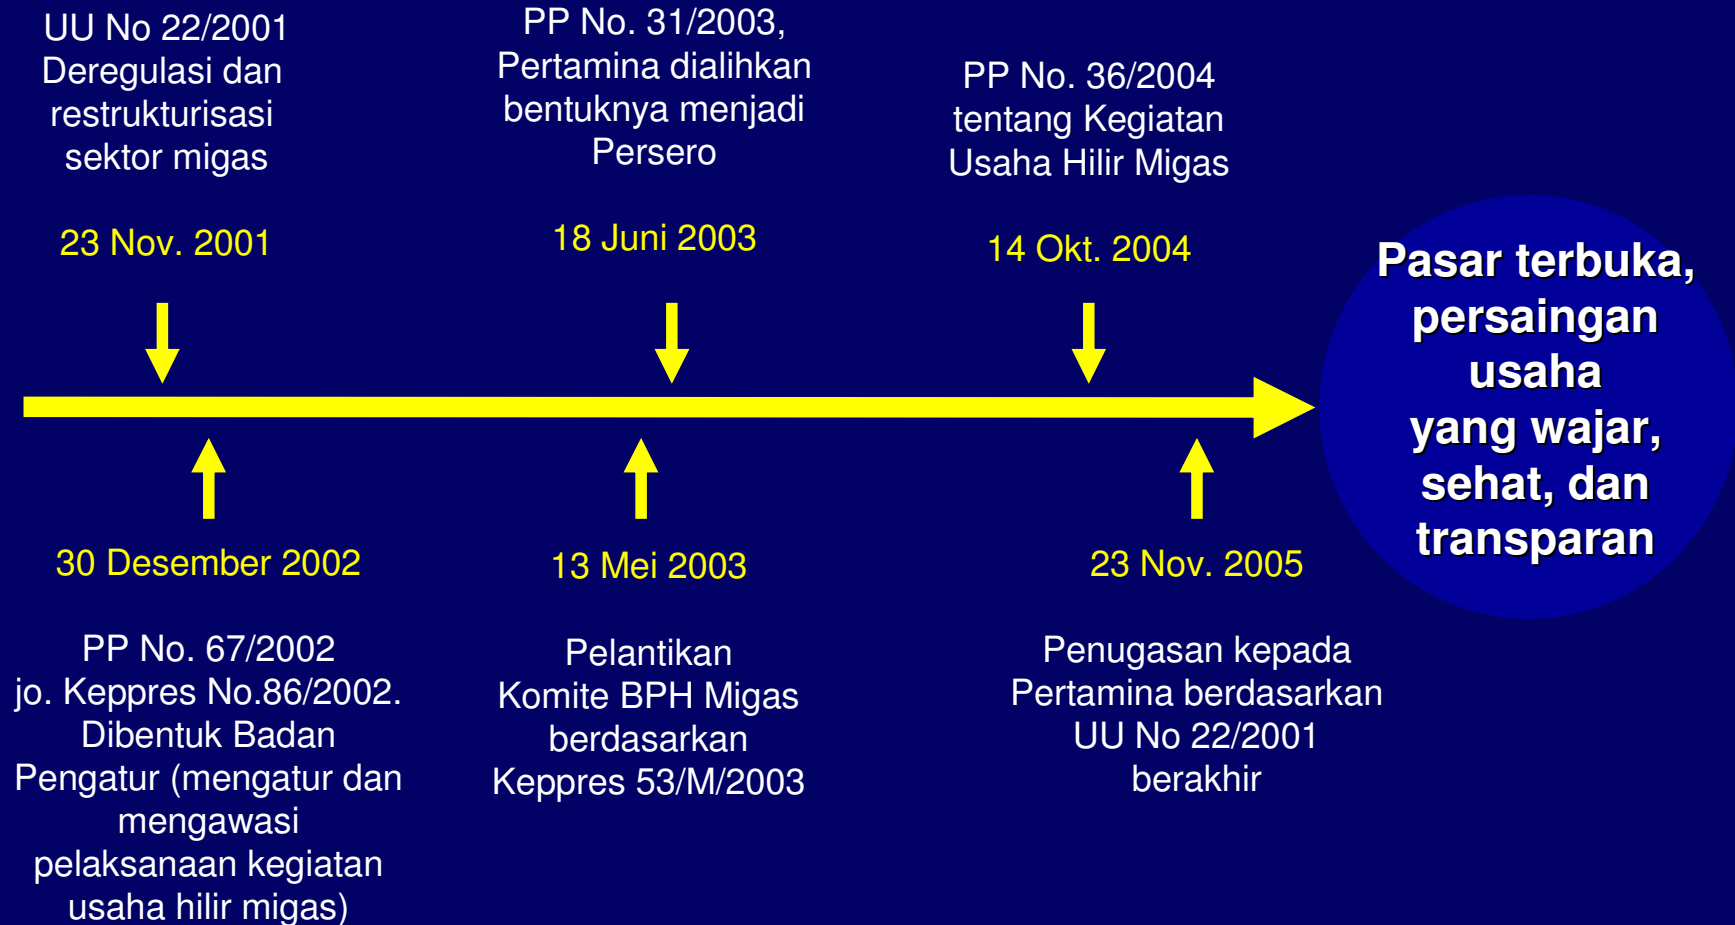 UU No 22/2001
Deregulasi dan
restrukturisasi
sektor migas
23 Nov. 2001
PP No. 31/2003,
Pertamina dialihkan
bentuknya menjadi
Persero
18 Juni 2003
PP No. 36/2004
tentang Kegiatan
Usaha Hilir Migas
14 Okt. 2004
Pasar terbuka,
persaingan
usaha
yang wajar,
sehat, dan
transparan
30 Desember 2002
PP No. 67/2002
jo. Keppres No.86/2002.
Dibentuk Badan
Pengatur (mengatur dan
mengawasi
pelaksanaan kegiatan
usaha hilir migas)
13 Mei 2003
Pelantikan
Komite BPH Migas
berdasarkan
Keppres 53/M/2003
23 Nov. 2005
Penugasan kepada
Pertamina berdasarkan
UU No 22/2001
berakhir